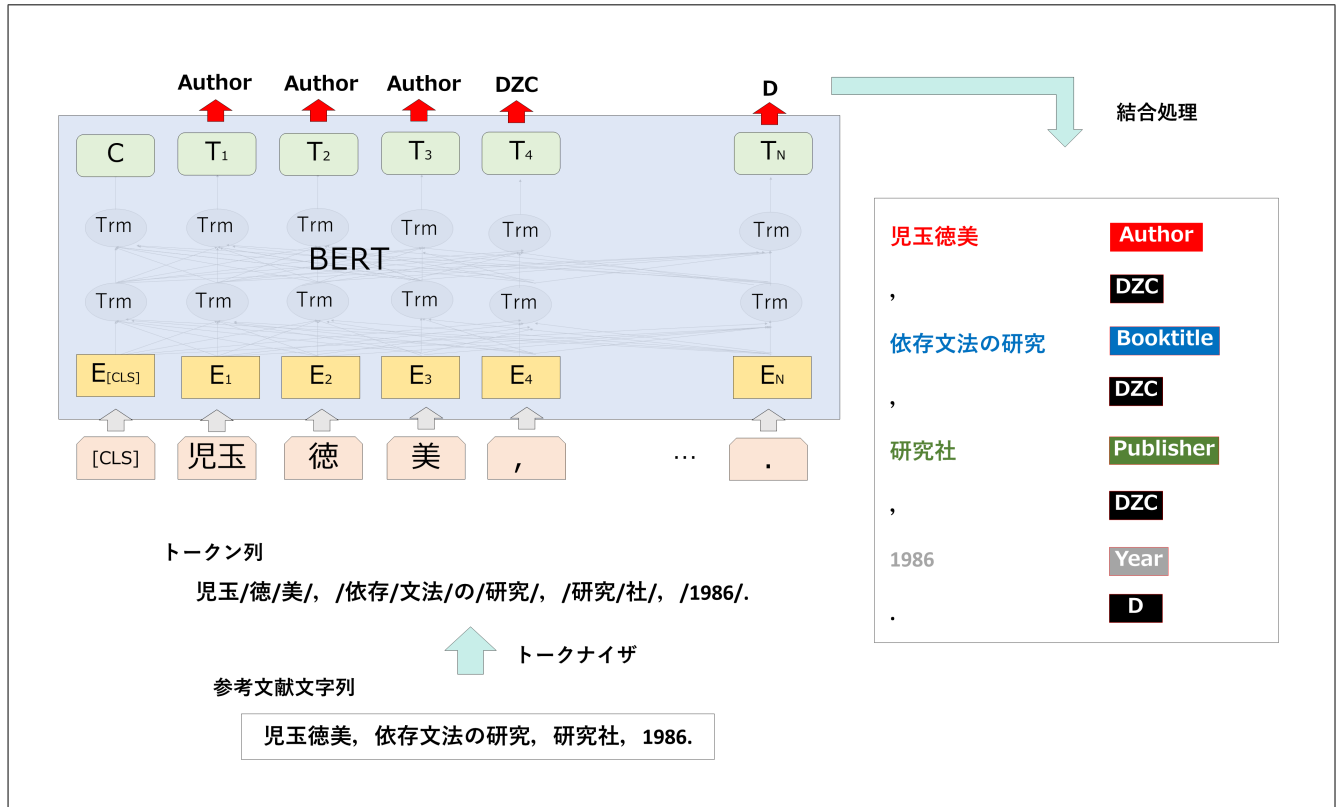 Author Author Author DZC D
結合処理
C T1 T2 T3 T4 TN
Trm Trm Trm Trm Trm Trm
BERT
Trm Trm Trm Trm Trm Trm
E[CLS] E1 E2 E3 E4 EN
[CLS] 児玉 徳 美 , … .
児玉徳美 Author
, DZC
依存文法の研究 Booktitle
, DZC
研究社 Publisher
, DZC
1986 Year
. D
トークン列
児玉/徳/美/, /依存/文法/の/研究/, /研究/社/, /1986/.
トークナイザ
参考文献文字列
児玉徳美, 依存文法の研究, 研究社, 1986.